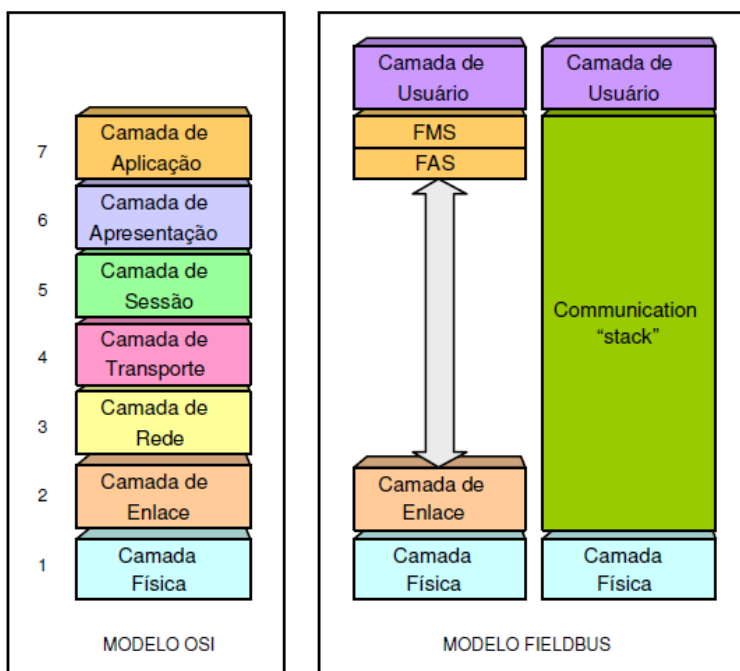 7
Camada de
Aplicação
6
Camada de
Apresentação
5
Camada de
Sessão
4
Camada de
Transporte
3
Camada de
Rede
2
Camada de
Enlace
1
Camada
Física
MODELO OSI
Camada de
Usuário
FMS
FAS
Camada de
Enlace
Camada
Física
Camada de
Usuário
Communication
“stack”
Camada
Física
MODELO FIELDBUS